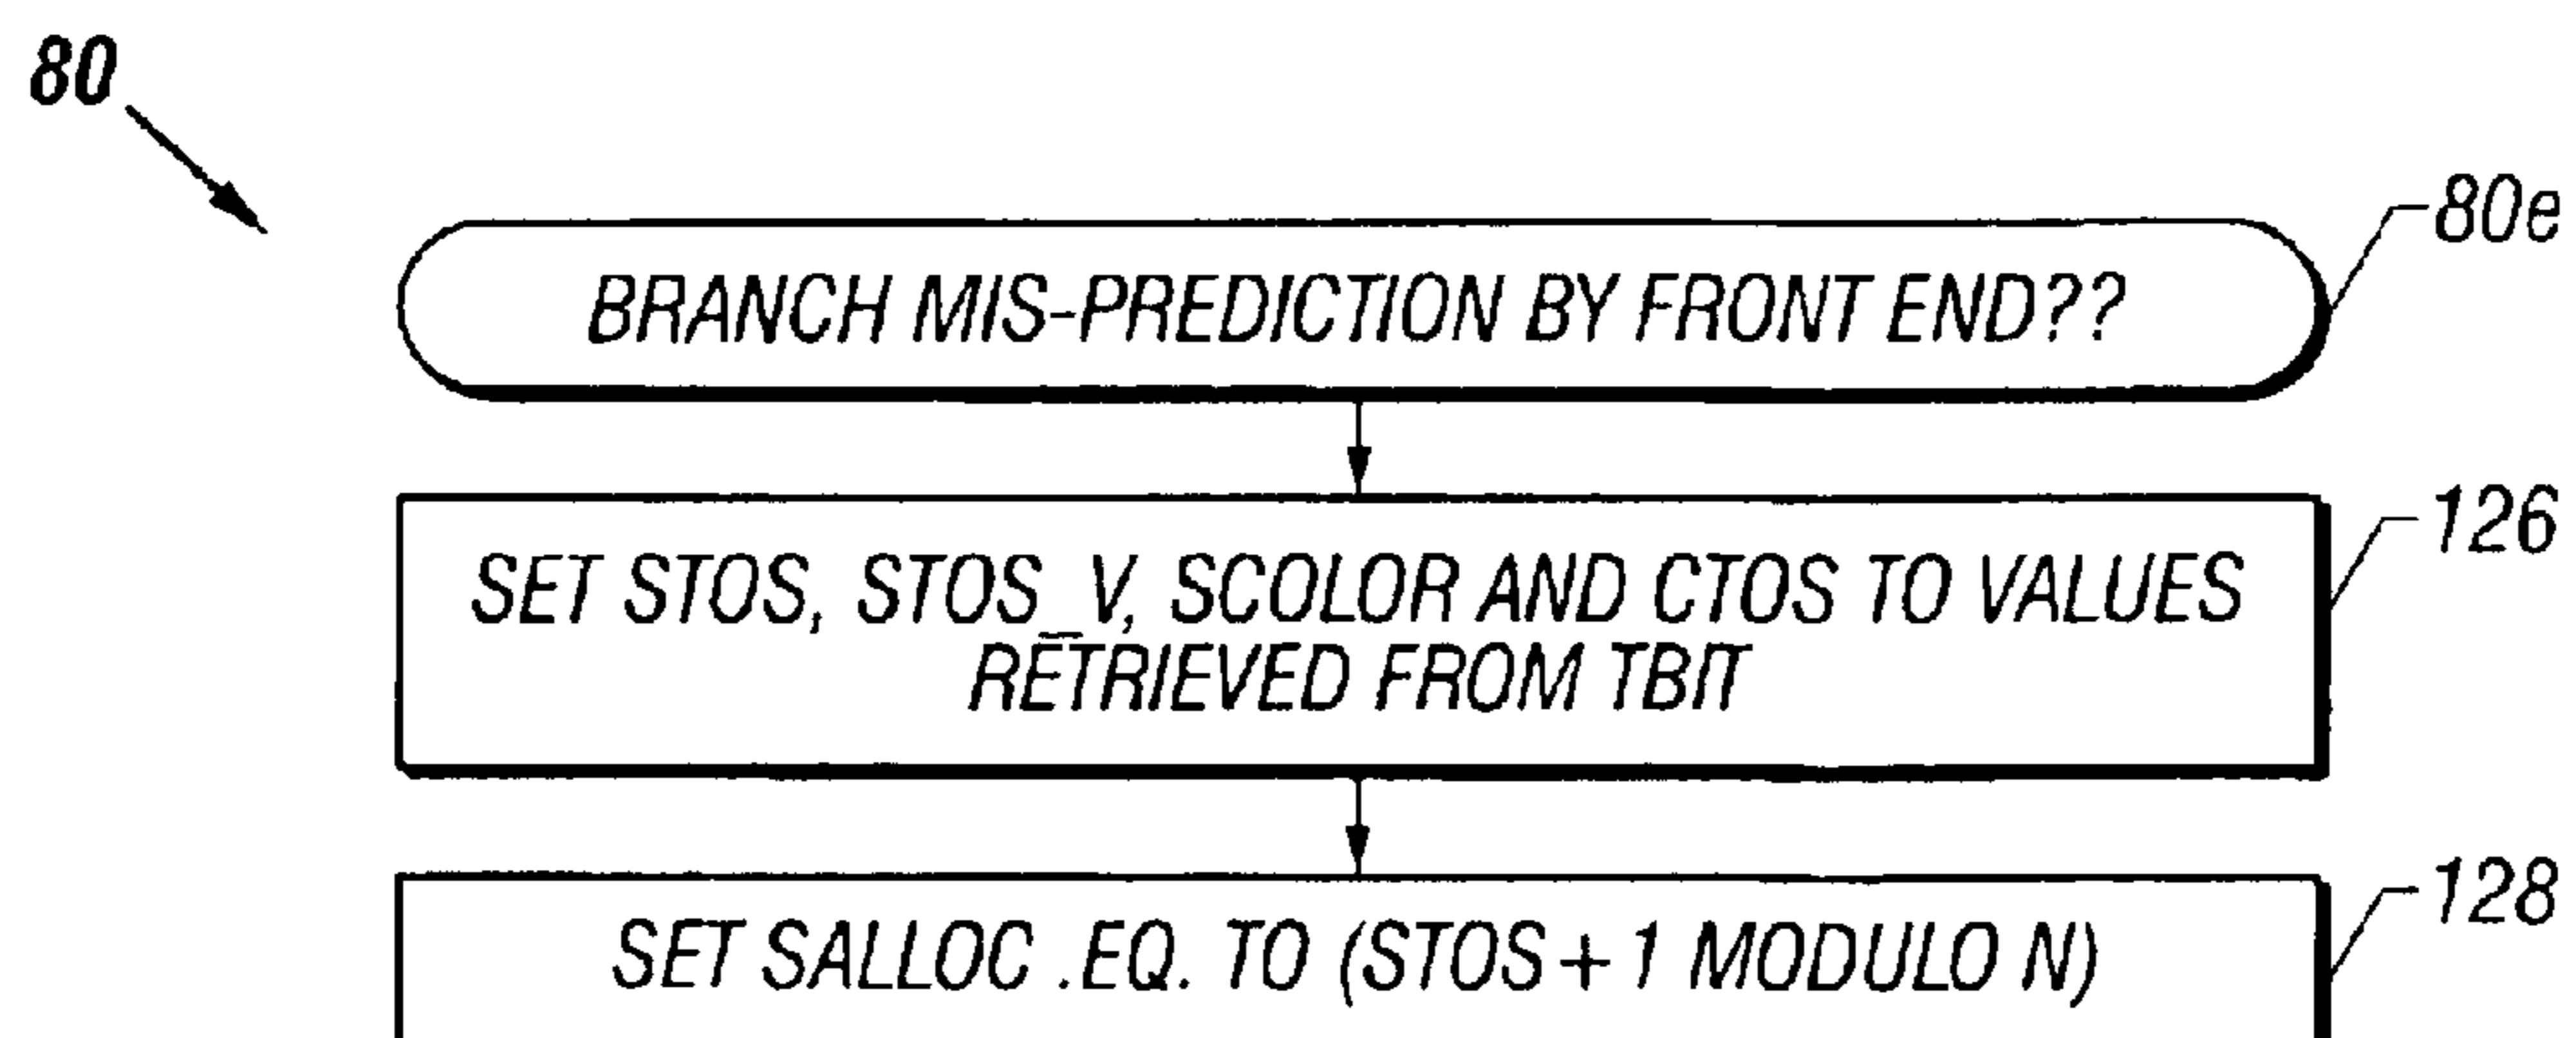 80
80e
BRANCH MIS-PREDICTION BY FRONT END??
126
SET STOS, STOS_V, SCOLOR AND CTOS TO VALUES
RETRIEVED FROM TBIT
128
SET SALLOC .EQ. TO (STOS + 1 MODULO N)